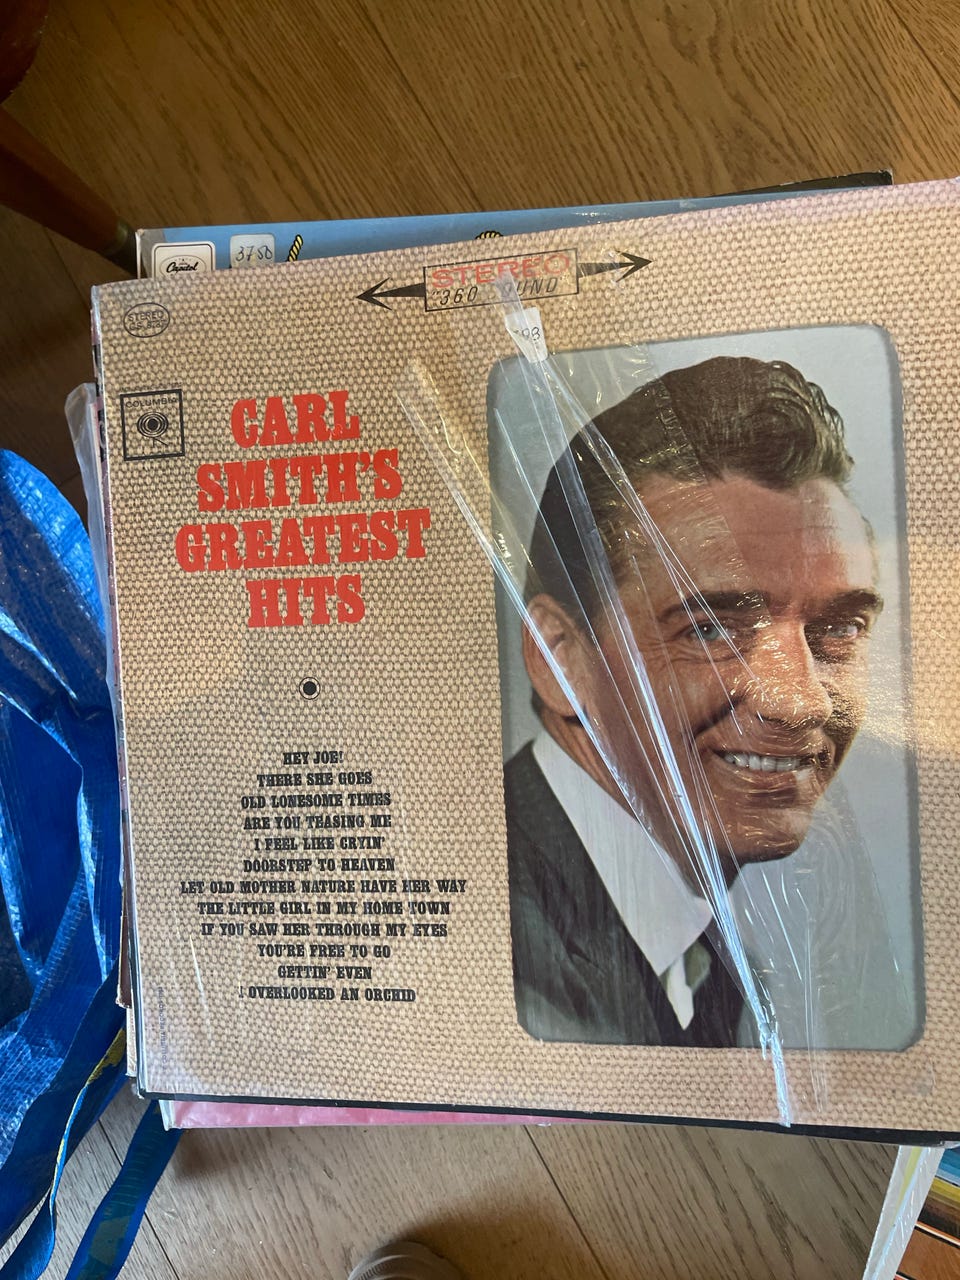 Capitol
3750
STEREO
"360 SOUND"
STEREO
98
COLUMBIA
CARL
SMITH'S
GREATEST
HITS
HEY JOE!
THERE SHE GOES
OLD LONESOME TIMES
ARE YOU TEASING ME
I FEEL LIKE CRYIN'
DOORSTEP TO HEAVEN
LET OLD MOTHER NATURE HAVE HER WAY
THE LITTLE GIRL IN MY HOME TOWN
IF YOU SAW HER THROUGH MY EYES
YOU'RE FREE TO GO
GETTIN' EVEN
I OVERLOOKED AN ORCHID